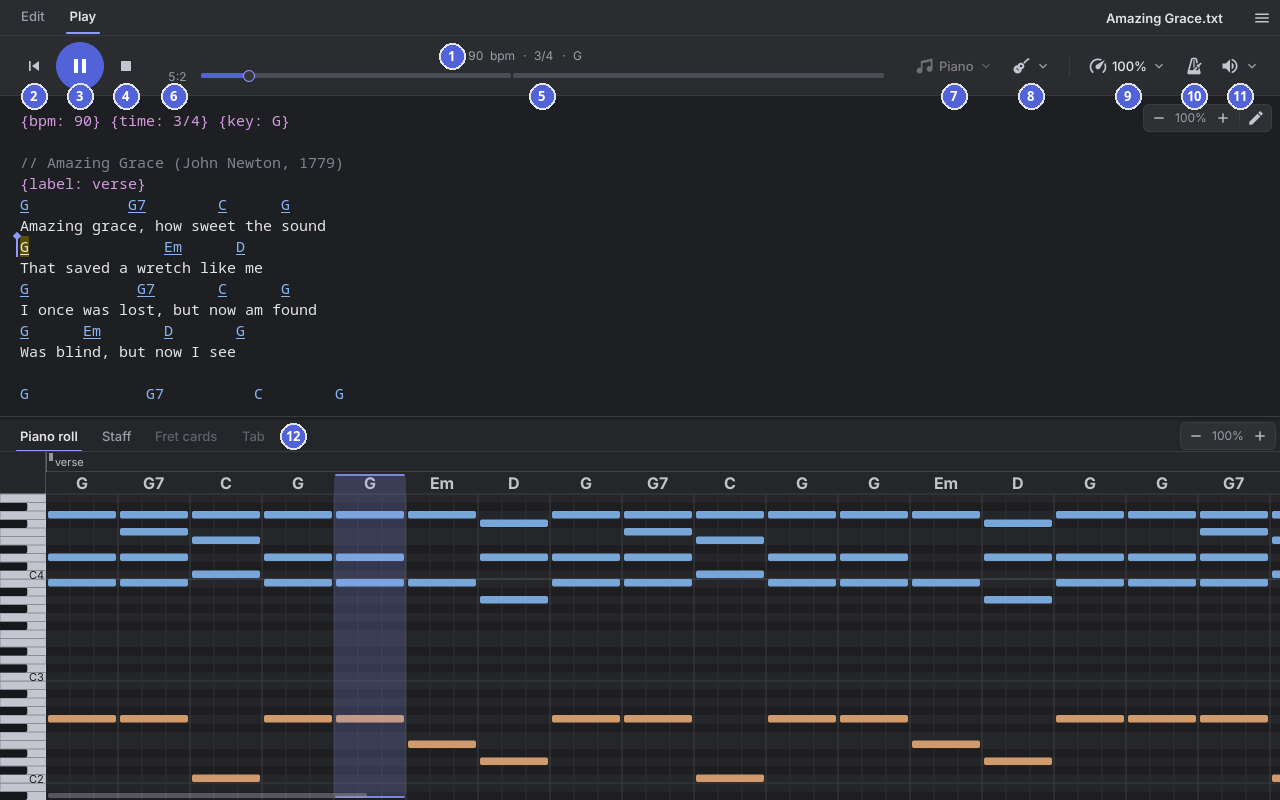 Edit Play Amazing Grace.txt
1 90 bpm · 3/4 · G
5:2 Piano 100%
2 3 4 6 5 7 8 9 10 11
100%
{bpm: 90} {time: 3/4} {key: G}
// Amazing Grace (John Newton, 1779)
{label: verse}
G G7 C G
Amazing grace, how sweet the sound
G Em D
That saved a wretch like me
G G7 C G
I once was lost, but now am found
G Em D G
Was blind, but now I see
G G7 C G
Piano roll Staff Fret cards Tab 12 100%
verse
G G7 C G G Em D G G7 C G G Em D G G G7
C4
C3
C2